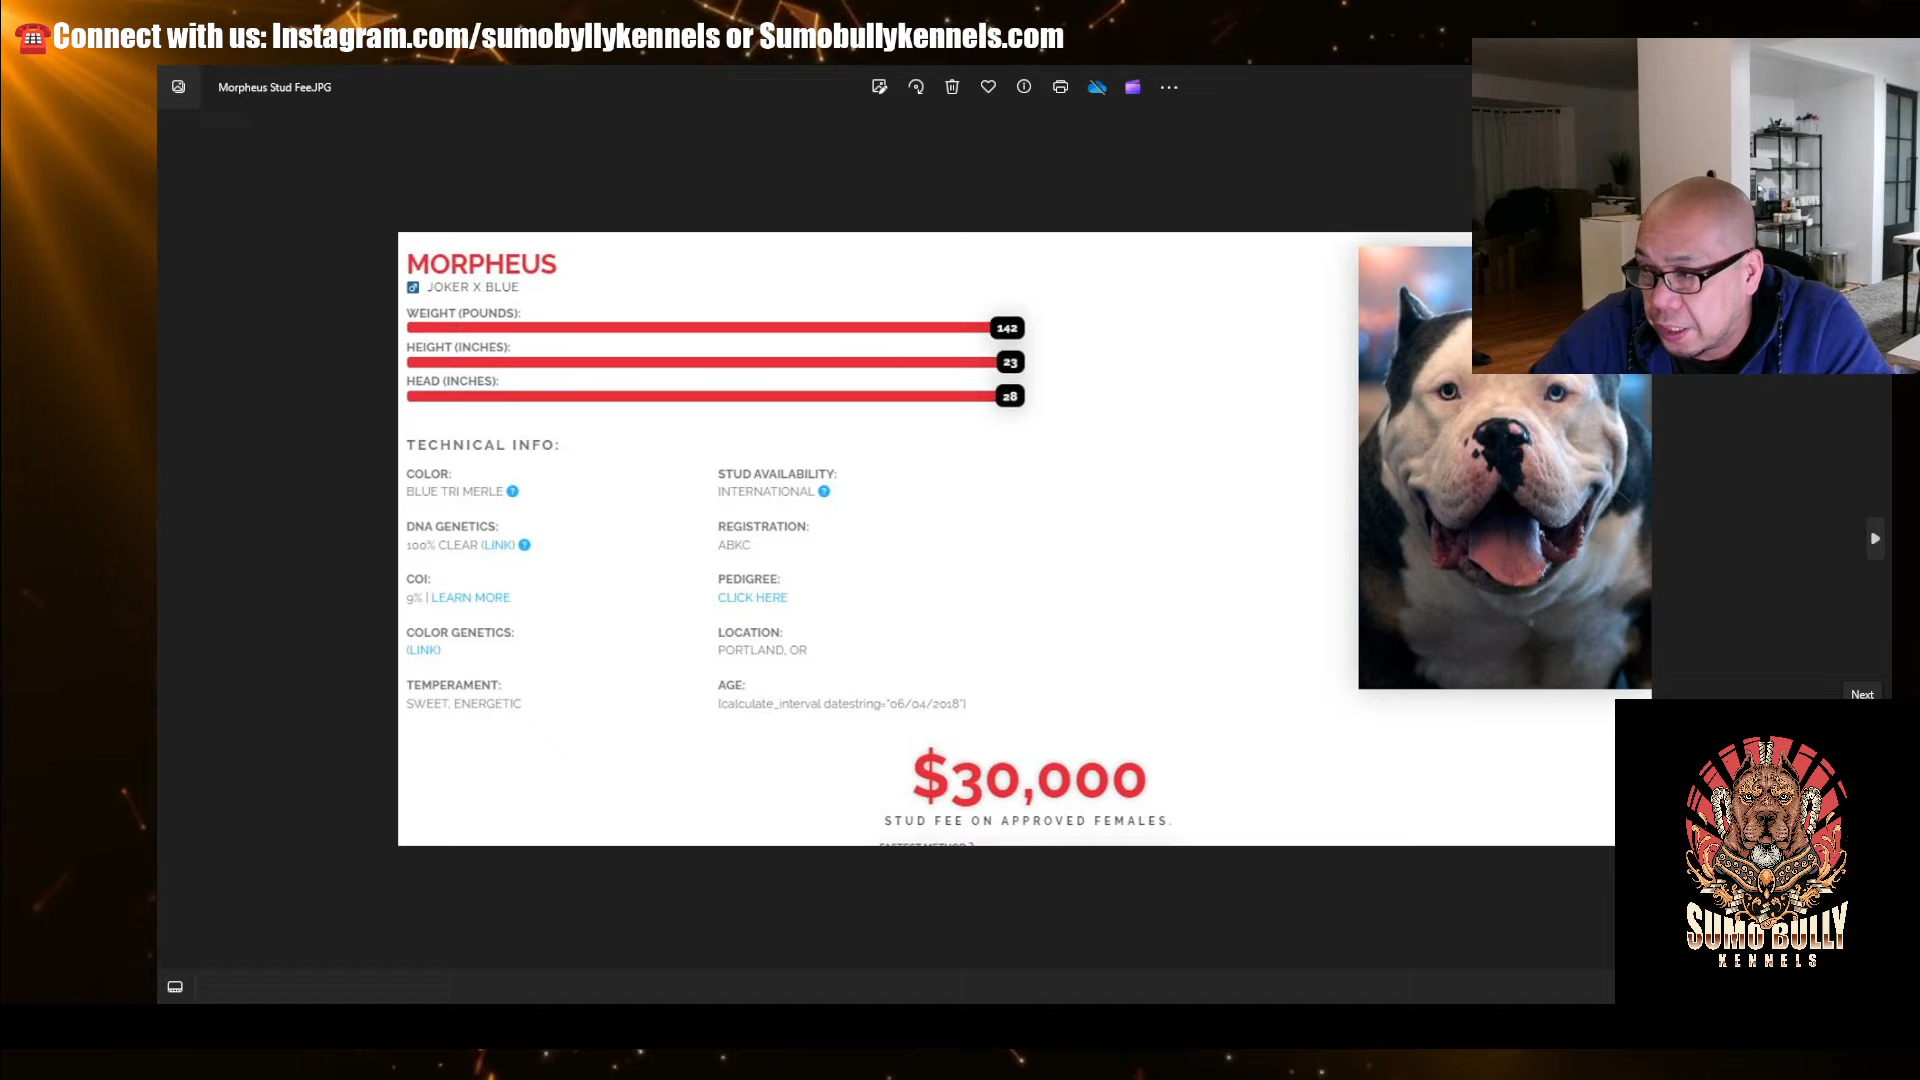 ☎Connect with us: Instagram.com/sumobyllykennels or Sumobullykennels.com
Morpheus Stud Fee.JPG
MORPHEUS
JOKER X BLUE
WEIGHT (POUNDS):
142
HEIGHT (INCHES):
23
HEAD (INCHES):
28
TECHNICAL INFO:
COLOR:
BLUE TRI MERLE ?
STUD AVAILABILITY:
INTERNATIONAL ?
DNA GENETICS:
100% CLEAR (LINK) ?
REGISTRATION:
ABKC
COI:
9% | LEARN MORE
PEDIGREE:
CLICK HERE
COLOR GENETICS:
(LINK)
LOCATION:
PORTLAND, OR
TEMPERAMENT:
SWEET, ENERGETIC
AGE:
[calculate_interval datestring="06/04/2018"]
Next
$30,000
STUD FEE ON APPROVED FEMALES.
SUMO BULLY
KENNELS